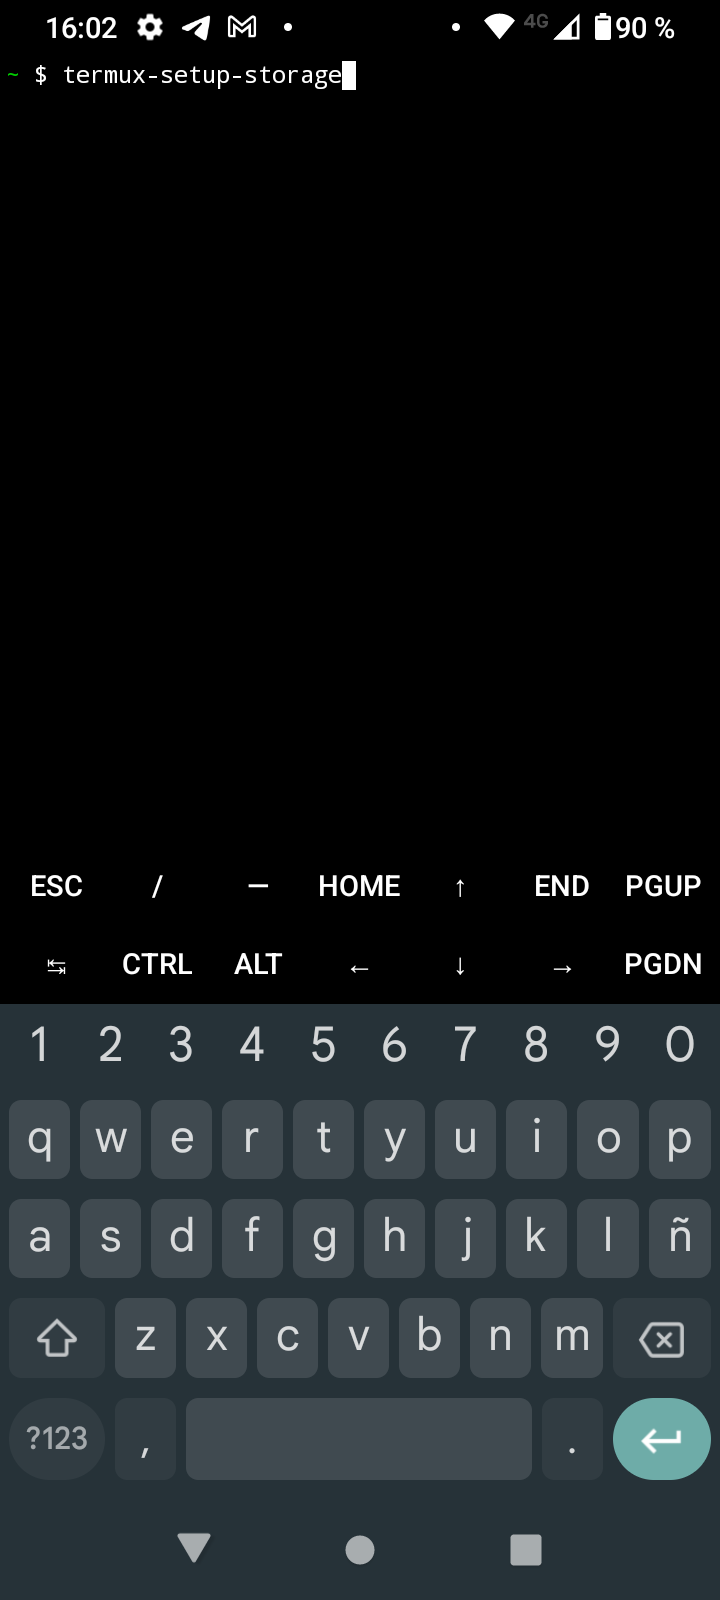 16:02 4G 90 %
~ $ termux-setup-storage
ESC / — HOME ↑ END PGUP
↹ CTRL ALT ← ↓ → PGDN
1 2 3 4 5 6 7 8 9 0
q w e r t y u i o p
a s d f g h j k l ñ
z x c v b n m
?123 , .